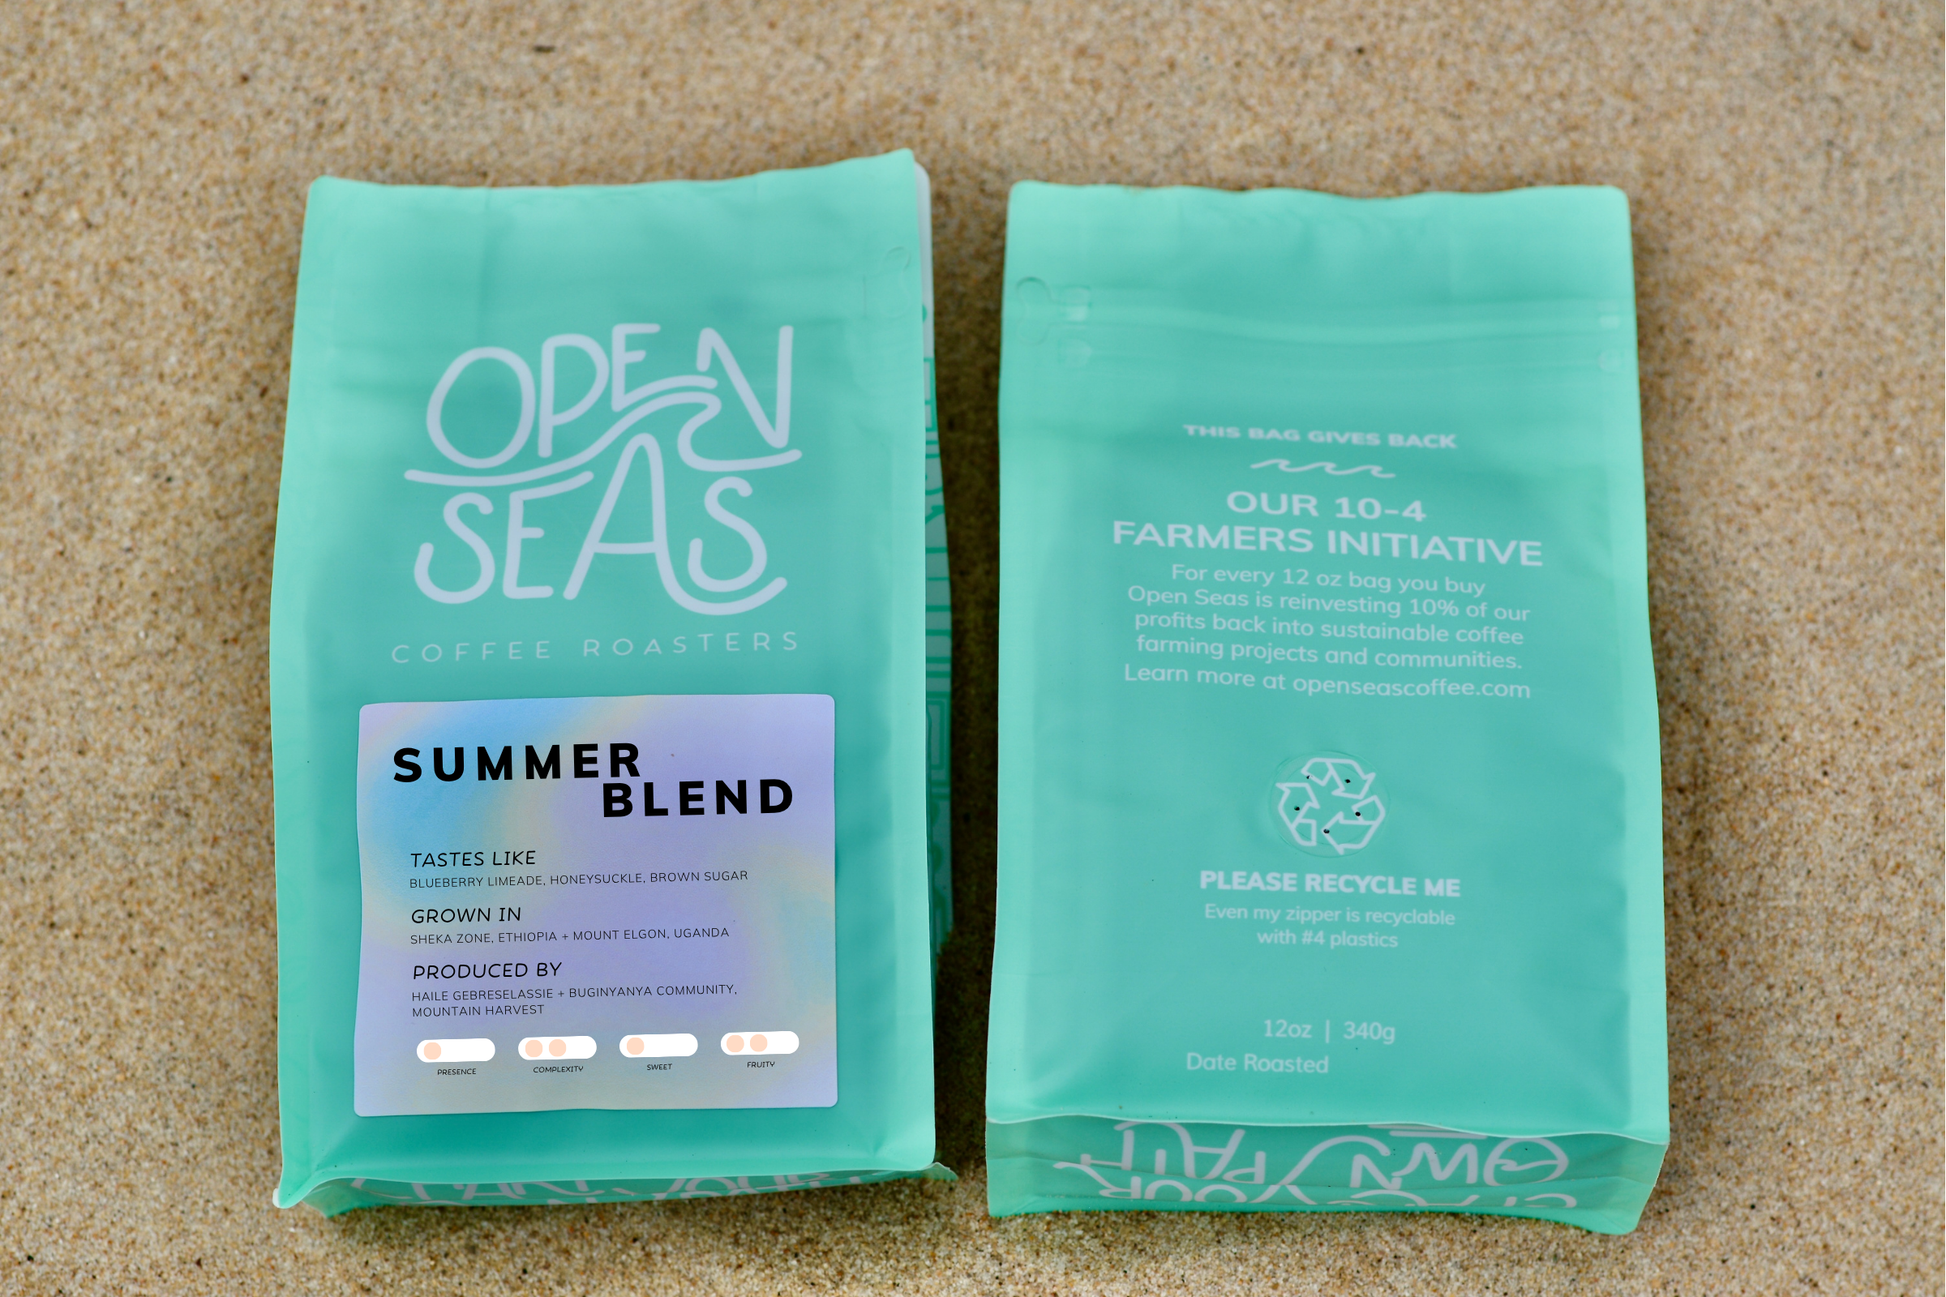 OPEN
SEAS
COFFEE ROASTERS
SUMMER
BLEND
TASTES LIKE
BLUEBERRY LIMEADE, HONEYSUCKLE, BROWN SUGAR
GROWN IN
SHEKA ZONE, ETHIOPIA + MOUNT ELGON, UGANDA
PRODUCED BY
HAILE GEBRESELASSIE + BUGINYANYA COMMUNITY,
MOUNTAIN HARVEST
PRESENCE
COMPLEXITY
SWEET
FRUITY
THIS BAG GIVES BACK
OUR 10-4
FARMERS INITIATIVE
For every 12 oz bag you buy
Open Seas is reinvesting 10% of our
profits back into sustainable coffee
farming projects and communities.
Learn more at openseascoffee.com
PLEASE RECYCLE ME
Even my zipper is recyclable
with #4 plastics
12oz | 340g
Date Roasted
YOUR
OWN PATH